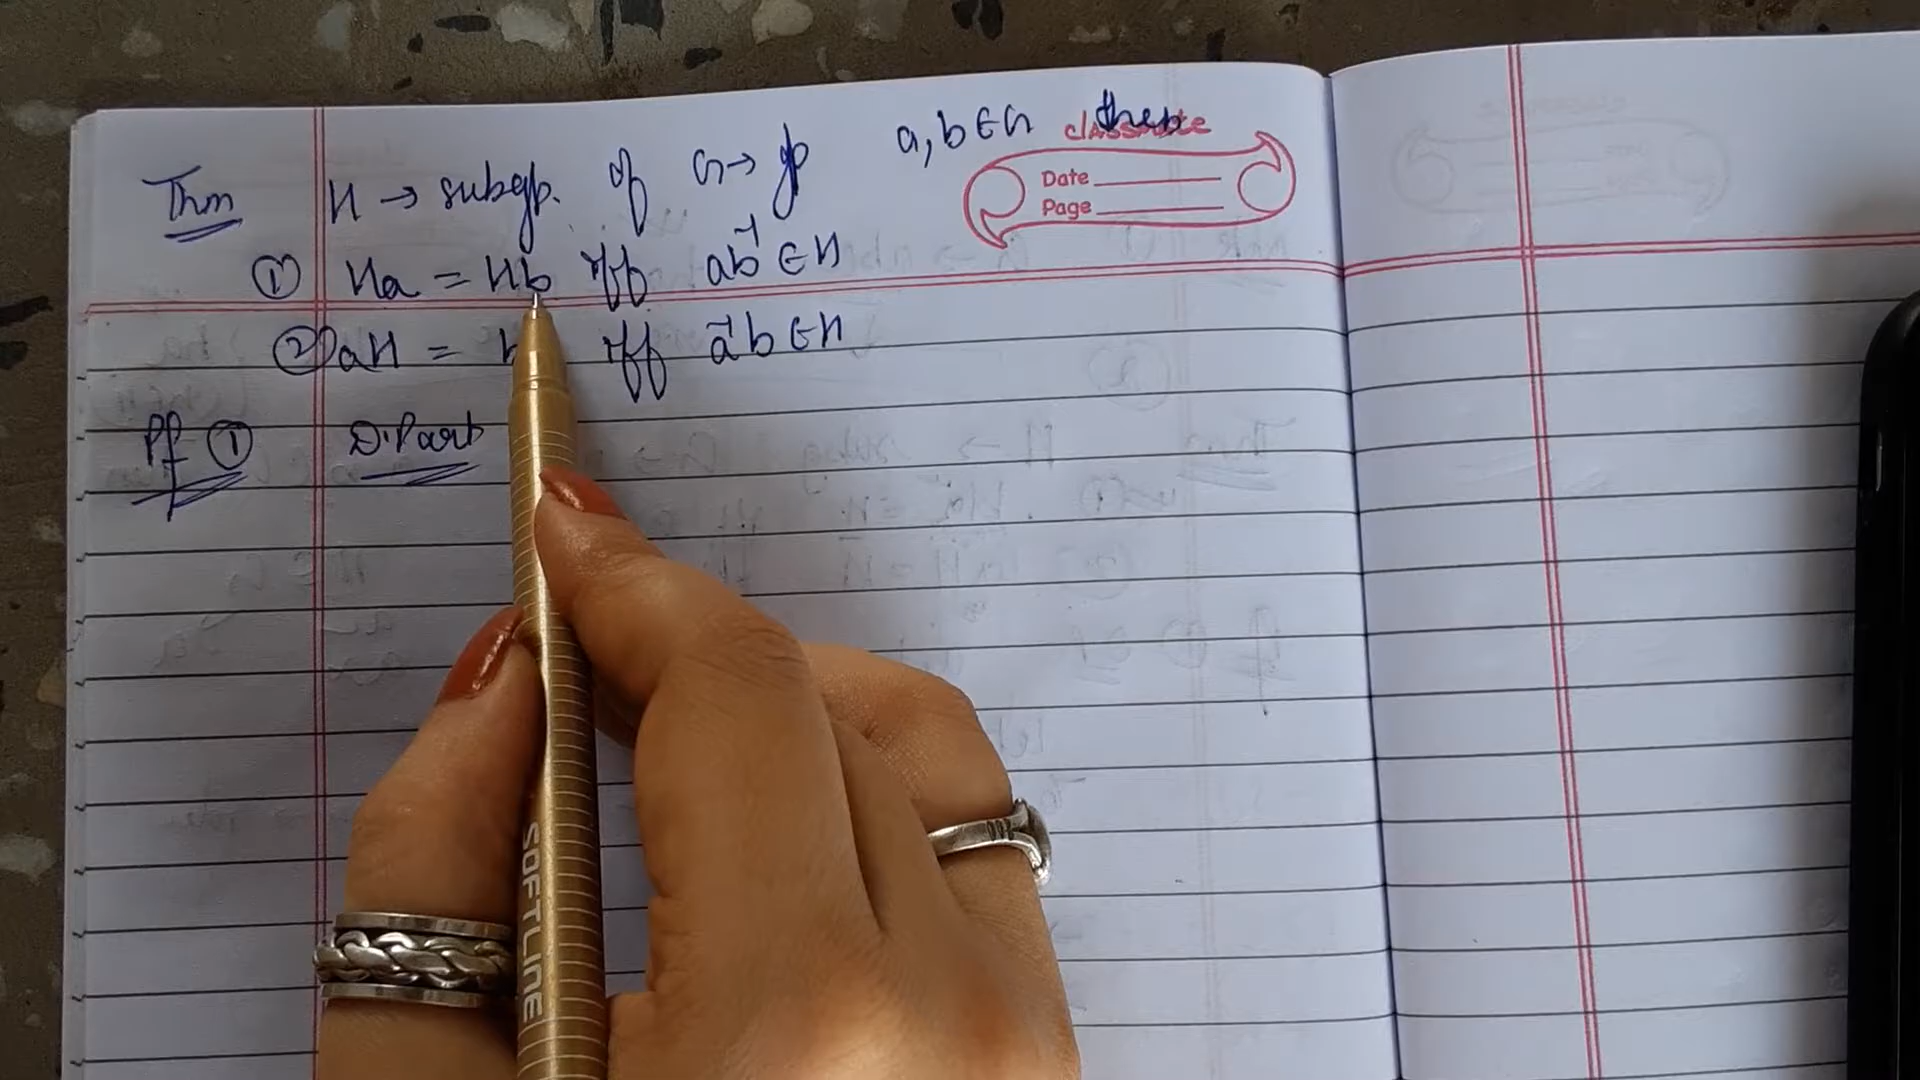 Thm H → subgp. of G → gp a, b ∈ G then
① Ha = Hb iff ab⁻¹ ∈ H
② aH = b iff a⁻¹b ∈ H
Pf ① D.Part
classmate
Date
Page
SOFTLINE